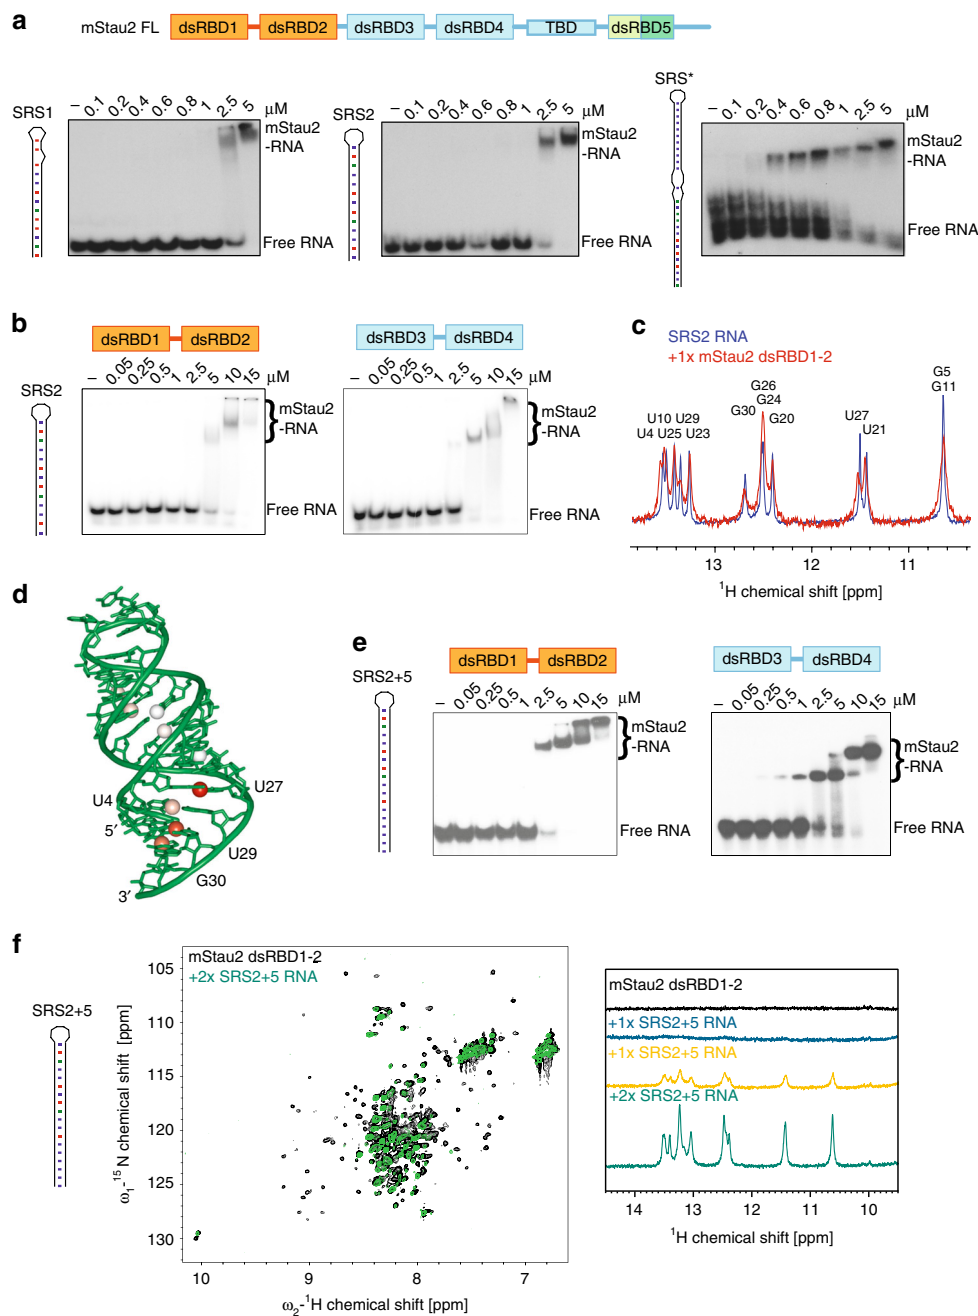 a
mStau2 FL
dsRBD1 dsRBD2 dsRBD3 dsRBD4 TBD dsRBD5
SRS1
– 0.1 0.2 0.4 0.6 0.8 1 2.5 5 μM
mStau2
-RNA
Free RNA
SRS2
– 0.1 0.2 0.4 0.6 0.8 1 2.5 5 μM
mStau2
-RNA
Free RNA
SRS*
– 0.1 0.2 0.4 0.6 0.8 1 2.5 5 μM
mStau2
-RNA
Free RNA
b
dsRBD1 dsRBD2
SRS2
– 0.05 0.25 0.5 1 2.5 5 10 15 μM
mStau2
-RNA
Free RNA
dsRBD3 dsRBD4
– 0.05 0.25 0.5 1 2.5 5 10 15 μM
mStau2
-RNA
Free RNA
c
SRS2 RNA
+1x mStau2 dsRBD1-2
G5
G11
G26
G24
G30 G20
U10 U29
U4 U25 U23
U27
U21
13 12 11
1H chemical shift [ppm]
d
U4
5′
U27
U29
G30
3′
e
SRS2+5
dsRBD1 dsRBD2
– 0.05 0.25 0.5 1 2.5 5 10 15 μM
mStau2
-RNA
Free RNA
dsRBD3 dsRBD4
– 0.05 0.25 0.5 1 2.5 5 10 15 μM
mStau2
-RNA
Free RNA
f
SRS2+5
mStau2 dsRBD1-2
+2x SRS2+5 RNA
105
110
115
120
125
130
ω1-15N chemical shift [ppm]
10 9 8 7
ω2-1H chemical shift [ppm]
mStau2 dsRBD1-2
+1x SRS2+5 RNA
+1x SRS2+5 RNA
+2x SRS2+5 RNA
14 13 12 11 10
1H chemical shift [ppm]